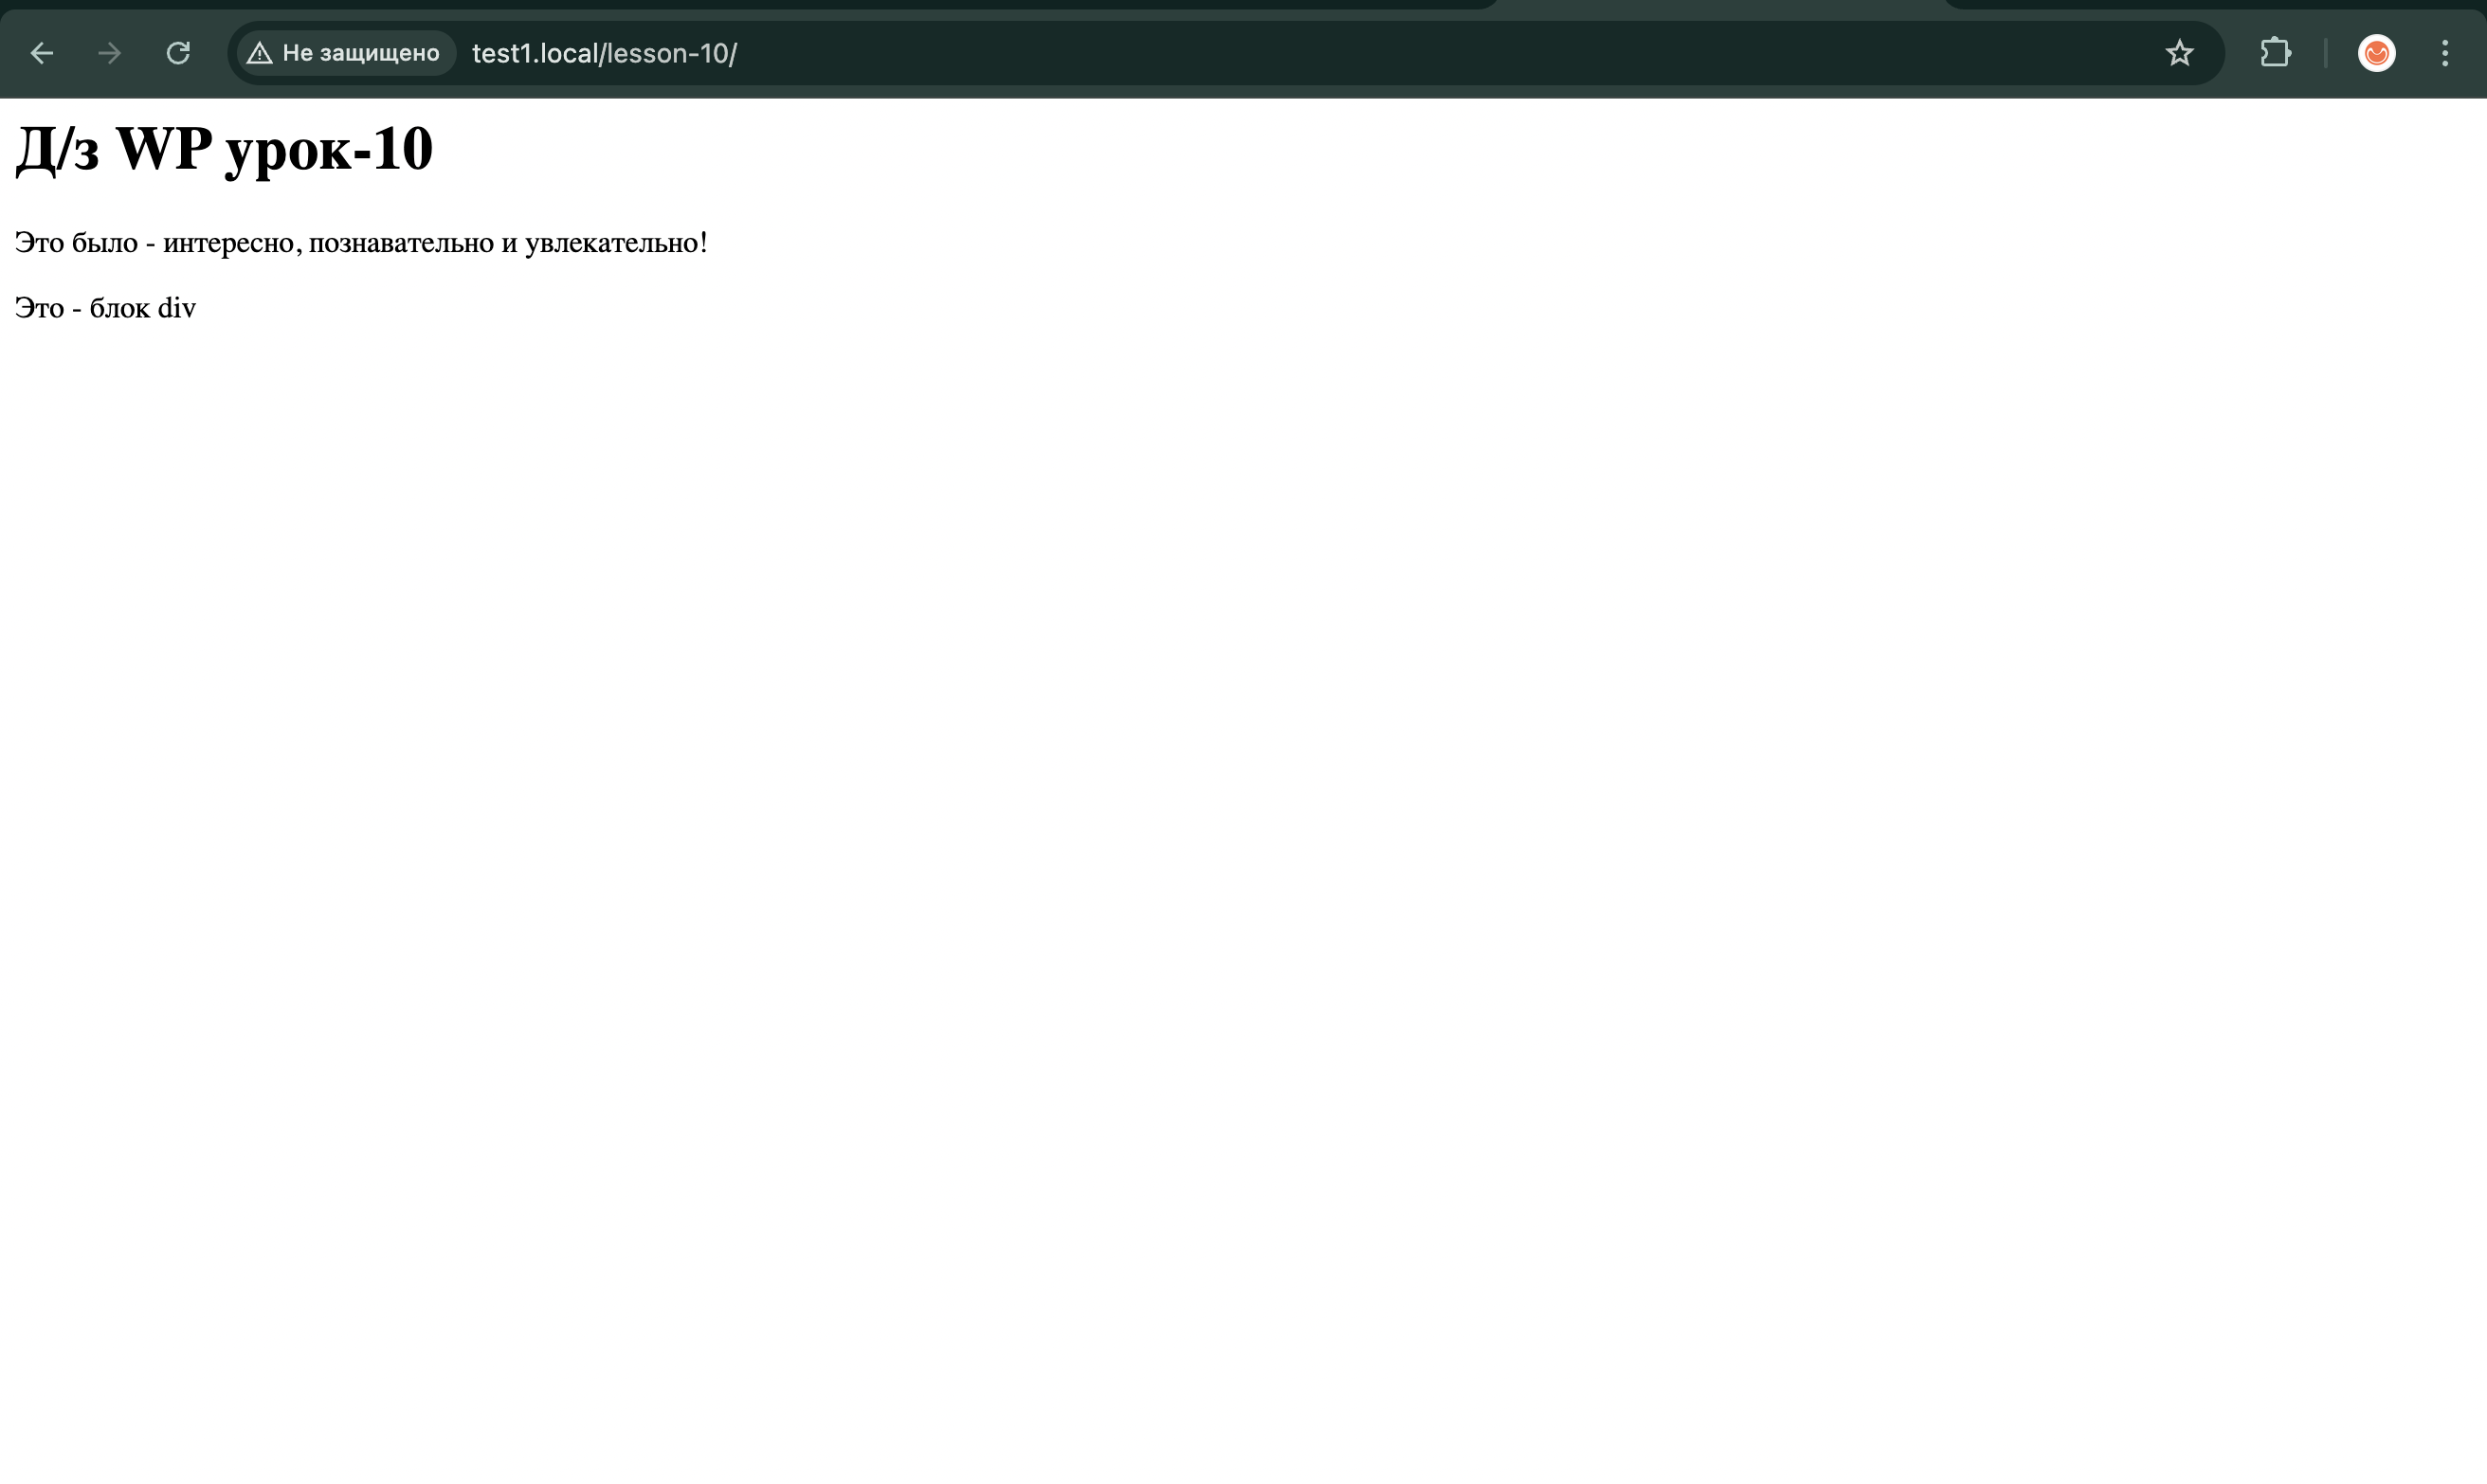 Не защищено test1.local/lesson-10/
Д/з WP урок-10
Это было - интересно, познавательно и увлекательно!
Это - блок div